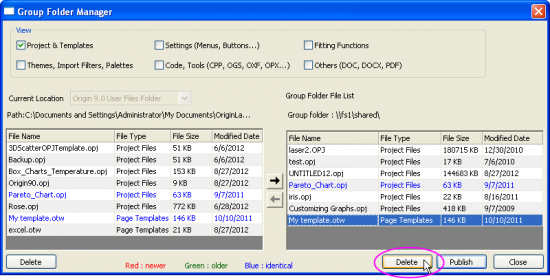 Group Folder Manager
View
Project & Templates
Settings (Menus, Buttons...)
Fitting Functions
Themes, Import Filters, Palettes
Code, Tools (CPP, OGS, OXF, OPX...)
Others (DOC, DOCX, PDF)
Current Location Origin 9.0 User Files Folder
Group Folder File List
Path:C:\Documents and Settings\Administrator\My Documents\OriginLa...
Group folder : \\fs1\shared\
File Name File Type File Size Modified Date
3DScatterOPJTemplate.opj Project Files 51 KB 6/6/2012
Backup.opj Project Files 51 KB 6/6/2012
Box_Charts_Temperature.opj Project Files 153 KB 8/27/2012
Origin90.opj Project Files 9 KB 8/27/2012
Pareto_Chart.opj Project Files 63 KB 9/7/2011
Rose.opj Project Files 772 KB 6/28/2012
My template.otw Page Templates 146 KB 10/10/2011
excel.otw Page Templates 21 KB 8/27/2012
File Name File Type File Size Modified Date
laser2.OPJ Project Files 180715 KB 12/30/2010
test.opj Project Files 17 KB 7/6/2010
UNTITLED12.opj Project Files 144683 KB 8/27/2012
Pareto_Chart.opj Project Files 63 KB 9/7/2011
iris.opj Project Files 22 KB 8/16/2011
Customizing Graphs.opj Project Files 418 KB 9/7/2009
My template.otw Page Templates 146 KB 10/10/2011
Delete
Red : newer
Green : older
Blue : identical
Delete
Publish
Close